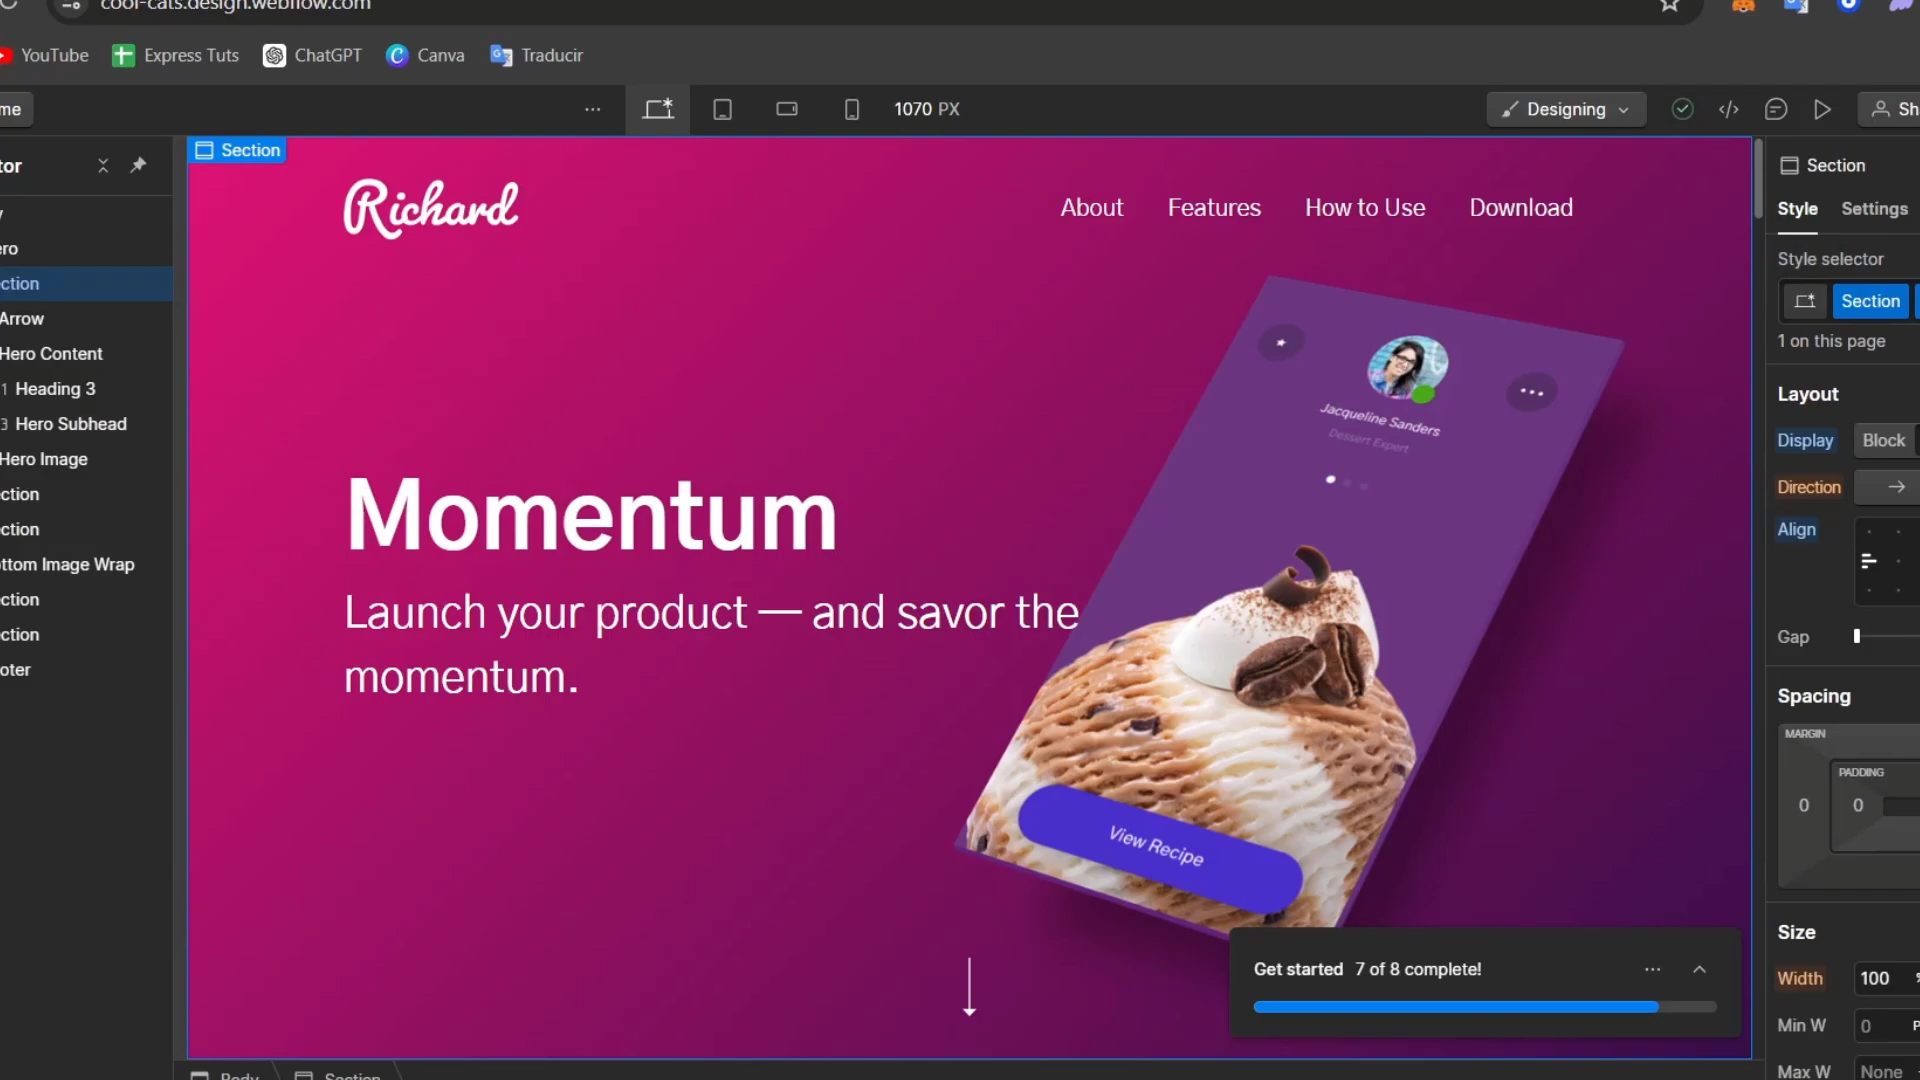 cool-cats.design.webflow.com
YouTube
Express Tuts
ChatGPT
Canva
Traducir
me
1070 PX
Designing
Sh
tor
y
ero
ction
Arrow
Hero Content
1 Heading 3
3 Hero Subhead
Hero Image
ction
ction
ttom Image Wrap
ction
ction
oter
Section
Richard
About
Features
How to Use
Download
Jacqueline Sanders
Dessert Expert
Momentum
Launch your product — and savor the
momentum.
View Recipe
Get started 7 of 8 complete!
Body
Section
Section
Style
Settings
Style selector
Section
1 on this page
Layout
Display
Block
Direction
Align
Gap
Spacing
MARGIN
PADDING
0
0
Size
Width
100 %
Min W
0 P
Max W
None